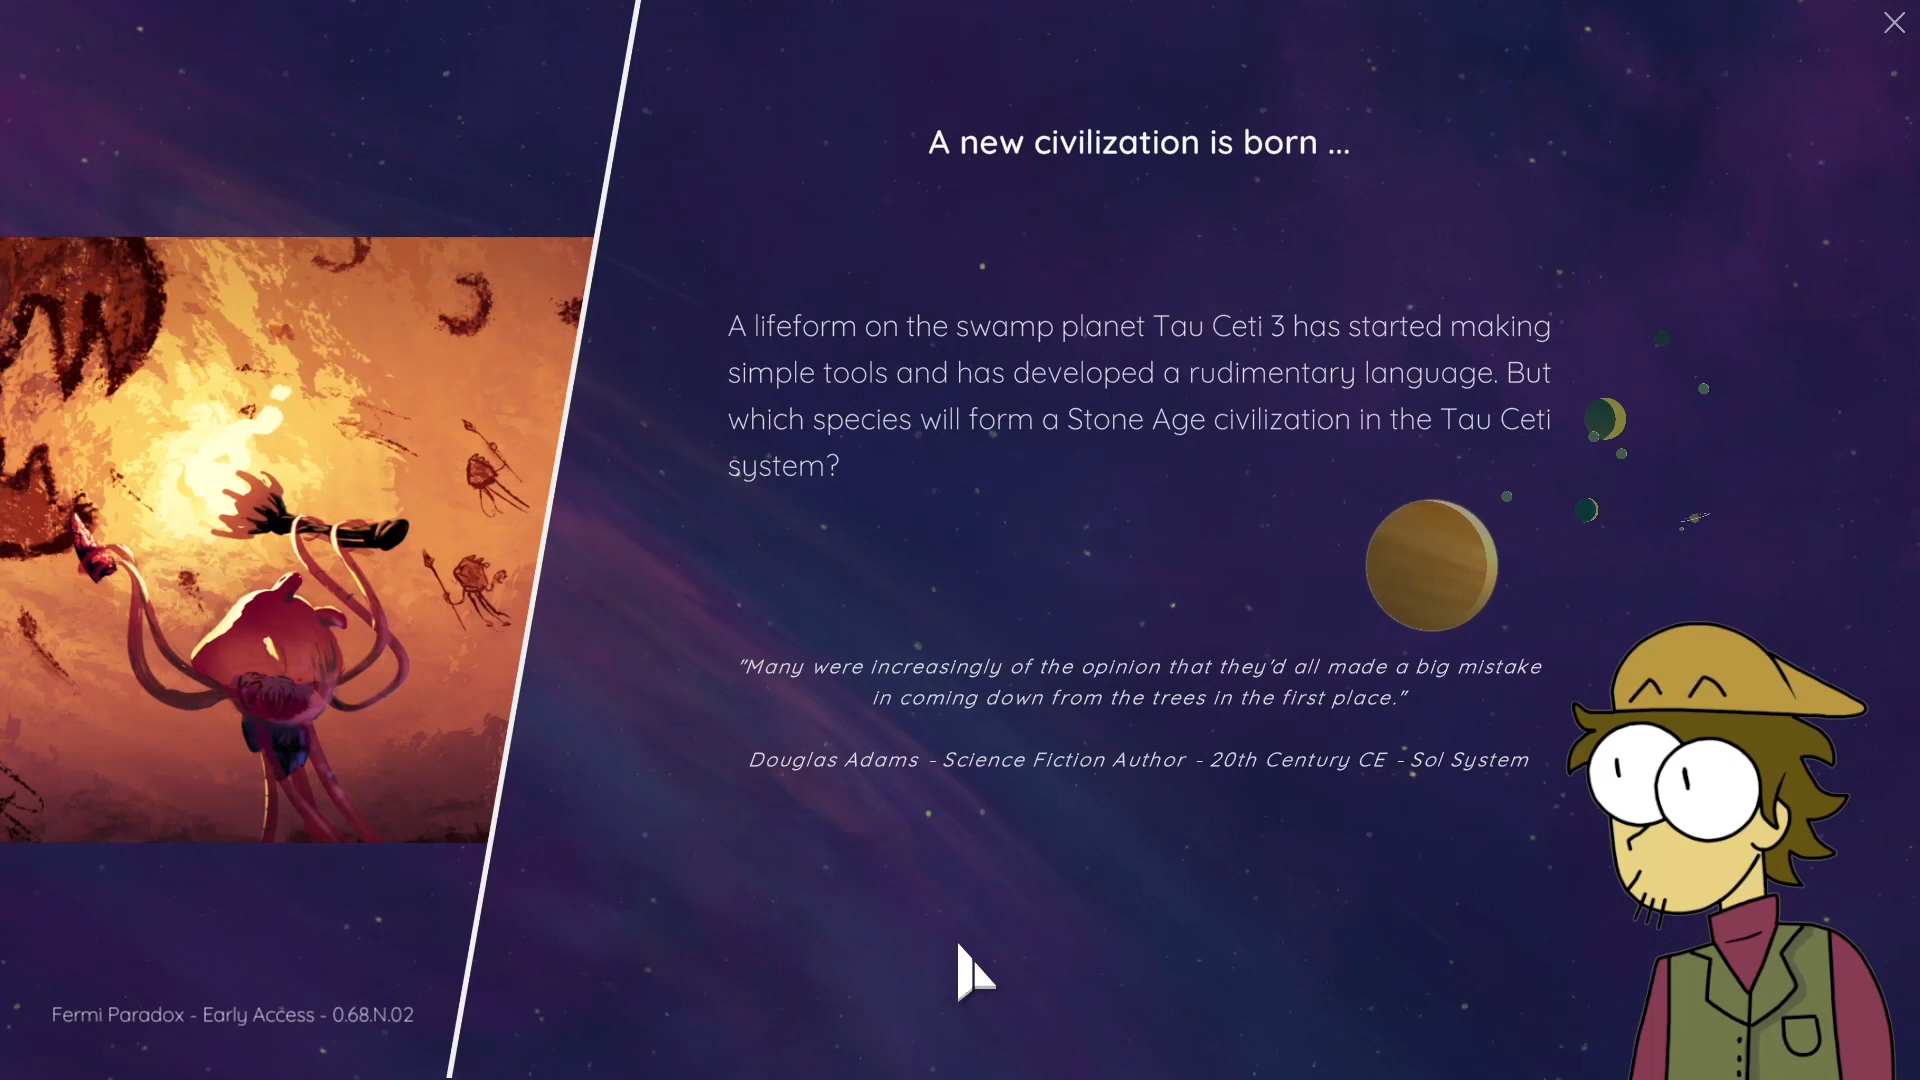 A new civilization is born ...
A lifeform on the swamp planet Tau Ceti 3 has started making
simple tools and has developed a rudimentary language. But
which species will form a Stone Age civilization in the Tau Ceti
system?
"Many were increasingly of the opinion that they'd all made a big mistake
in coming down from the trees in the first place."
Douglas Adams - Science Fiction Author - 20th Century CE - Sol System
Fermi Paradox - Early Access - 0.68.N.02